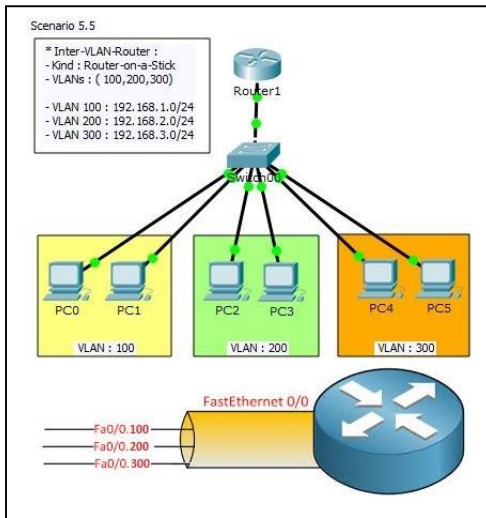 Scenario 5.5
* Inter-VLAN-Router :
- Kind : Router-on-a-Stick
- VLANs : ( 100,200,300)
- VLAN 100 : 192.168.1.0/24
- VLAN 200 : 192.168.2.0/24
- VLAN 300 : 192.168.3.0/24
Router1
Switch00
PC0
PC1
PC2
PC3
PC4
PC5
VLAN : 100
VLAN : 200
VLAN : 300
FastEthernet 0/0
Fa0/0.100
Fa0/0.200
Fa0/0.300